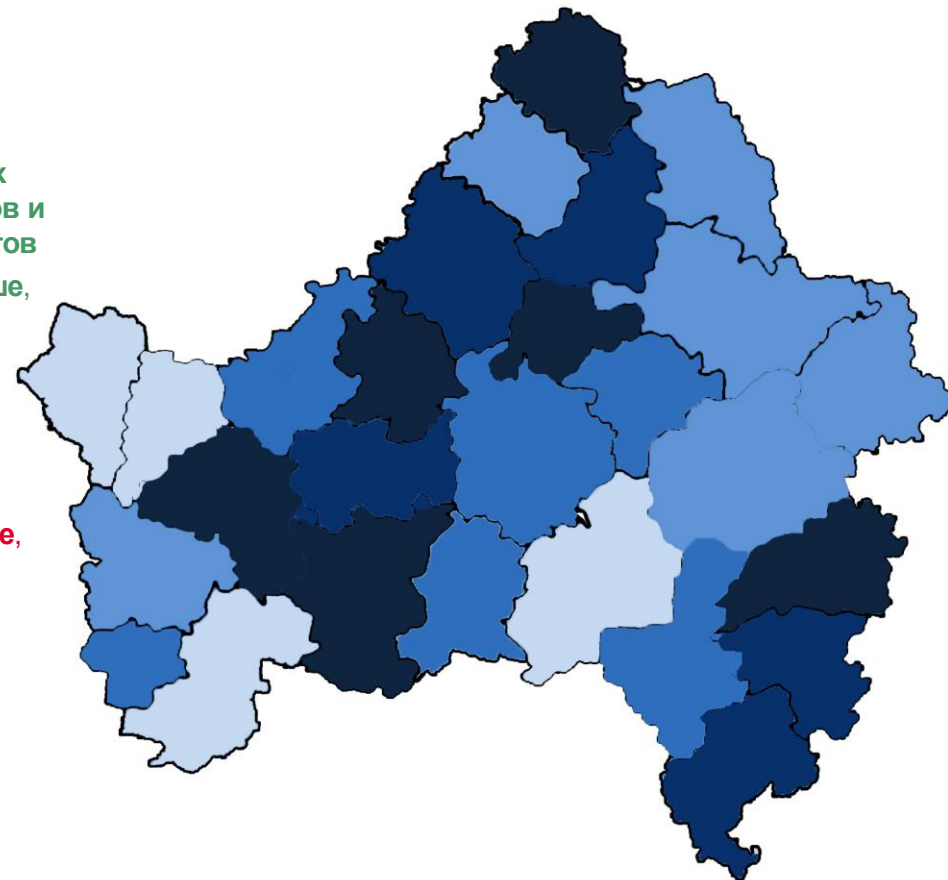 х
ов и
тов
ше,
е,